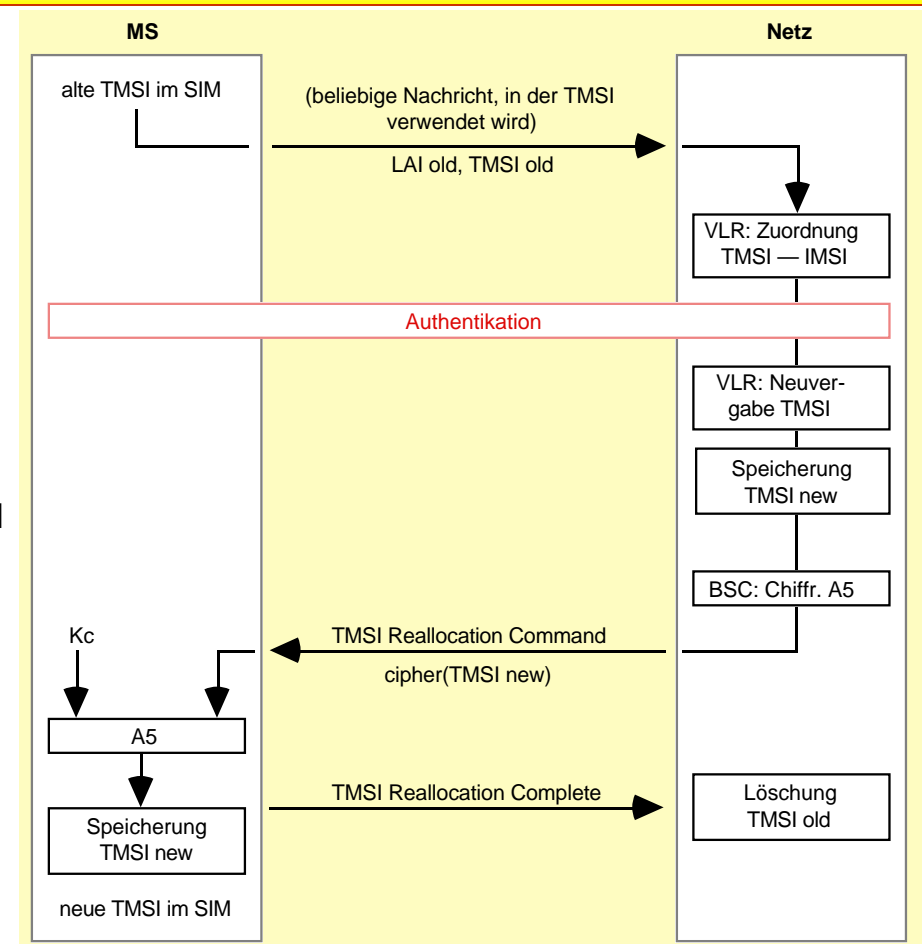 MS
Netz
alte TMSI im SIM
(beliebige Nachricht, in der TMSI
verwendet wird)
LAI old, TMSI old
VLR: Zuordnung
TMSI — IMSI
Authentikation
VLR: Neuver-
gabe TMSI
Speicherung
TMSI new
BSC: Chiffr. A5
TMSI Reallocation Command
cipher(TMSI new)
Kc
A5
TMSI Reallocation Complete
Löschung
TMSI old
Speicherung
TMSI new
neue TMSI im SIM